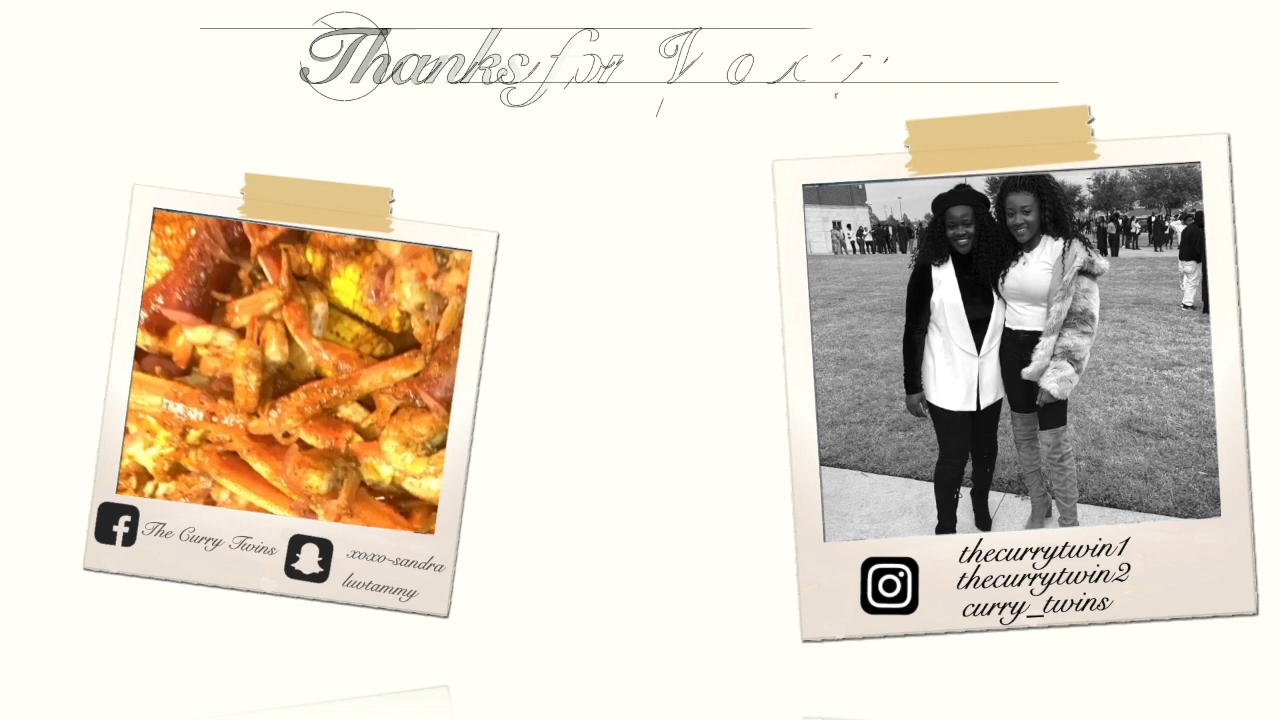 Thanks for
The Curry Twins
xoxo-sandra
luvtammy
thecurrytwin1
thecurrytwin2
curry_twins